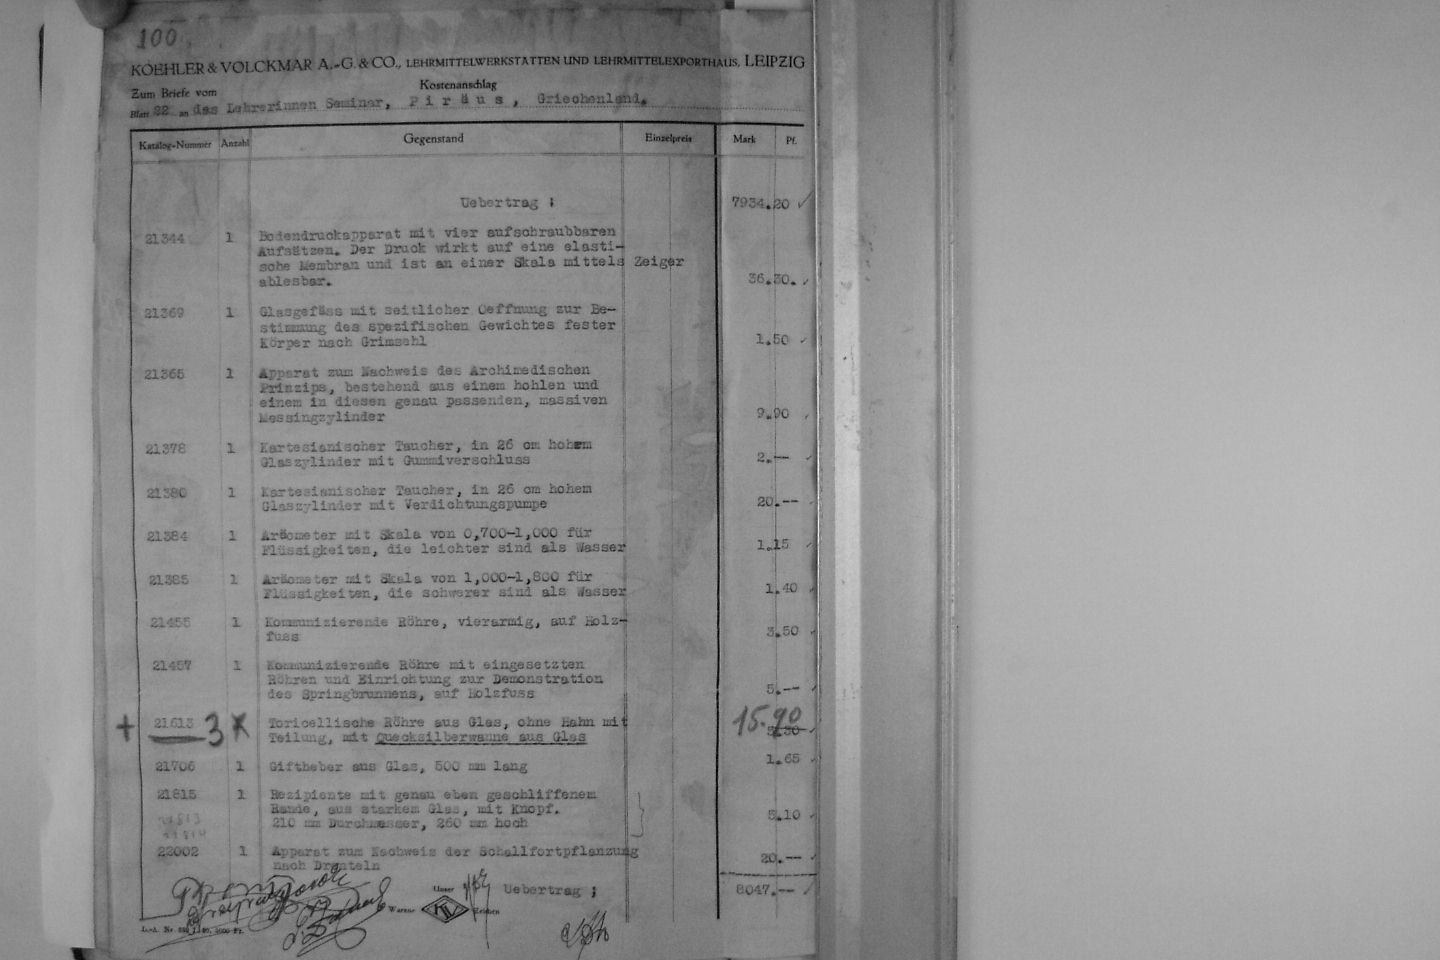 100
KOEHLER & VOLCKMAR A.-G. & CO., LEHRMITTELWERKSTÄTTEN UND LEHRMITTELEXPORTHAUS, LEIPZIG
Zum Briefe vom Kostenanschlag
Blatt 22 an das Lehrerinnen Seminar, Piräus, Griechenland.
Katalog-Nummer Anzahl Gegenstand Einzelpreis Mark Pf.
Uebertrag ; 7934.20
21344 1 Bodendruckapparat mit vier aufschraubbaren
Aufsätzen. Der Druck wirkt auf eine elasti-
sche Membran und ist an einer Skala mittels Zeiger
ablesbar. 36.30.
21369 1 Glasgefäss mit seitlicher Oeffnung zur Be-
stimmung des spezifischen Gewichtes fester
Körper nach Grimsehl 1.50
21365 1 Apparat zum Nachweis des Archimedischen
Prinzips, bestehend aus einem hohlen und
einem in diesen genau passenden, massiven
Messingzylinder 9.90
21378 1 Kartesianischer Taucher, in 26 cm hohem
Glaszylinder mit Gummiverschluss 2.--
21380 1 Kartesianischer Taucher, in 26 cm hohem
Glaszylinder mit Verdichtungspumpe 20.--
21384 1 Aräometer mit Skala von 0,700-1,000 für
Flüssigkeiten, die leichter sind als Wasser 1.15
21385 1 Aräometer mit Skala von 1,000-1,800 für
Flüssigkeiten, die schwerer sind als Wasser 1.40
21455 1 Kommunizierende Röhre, vierarmig, auf Holz-
fuss 3.50
21457 1 Kommunizierende Röhre mit eingesetzten
Röhren und Einrichtung zur Demonstration
des Springbrunnens, auf Holzfuss 5.--
+ 21613 3 Toricellische Röhre aus Glas, ohne Hahn mit 15.90
Teilung, mit Quecksilberwanne aus Glas 5.30
21706 1 Giftheber aus Glas, 500 mm lang 1.65
21815 1 Rezipiente mit genau eben geschliffenem
Rande, aus starkem Glas, mit Knopf.
21813 210 mm Durchmesser, 260 mm hoch 5.10
21814
22002 1 Apparat zum Nachweis der Schallfortpflanzung
nach Drenteln 20.--
Unser Uebertrag ; 8047.--
Waren KV Zeichen